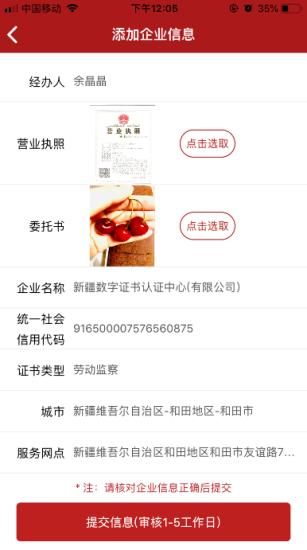 中国移动 下午12:05 35%
添加企业信息
经办人 余晶晶
营业执照 点击选取
营业执照
委托书 点击选取
企业名称 新疆数字证书认证中心(有限公司)
统一社会
信用代码 916500007576560875
证书类型 劳动监察
城市 新疆维吾尔自治区-和田地区-和田市
服务网点 新疆维吾尔自治区和田地区和田市友谊路7...
*注：请核对企业信息正确后提交
提交信息(审核1-5工作日)